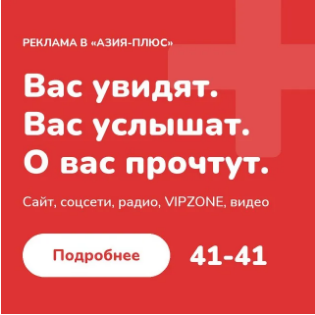 РЕКЛАМА В «АЗИЯ-ПЛЮС»
Вас увидят.
Вас услышат.
О вас прочтут.
Сайт, соцсети, радио, VIPZONE, видео
Подробнее 41-41